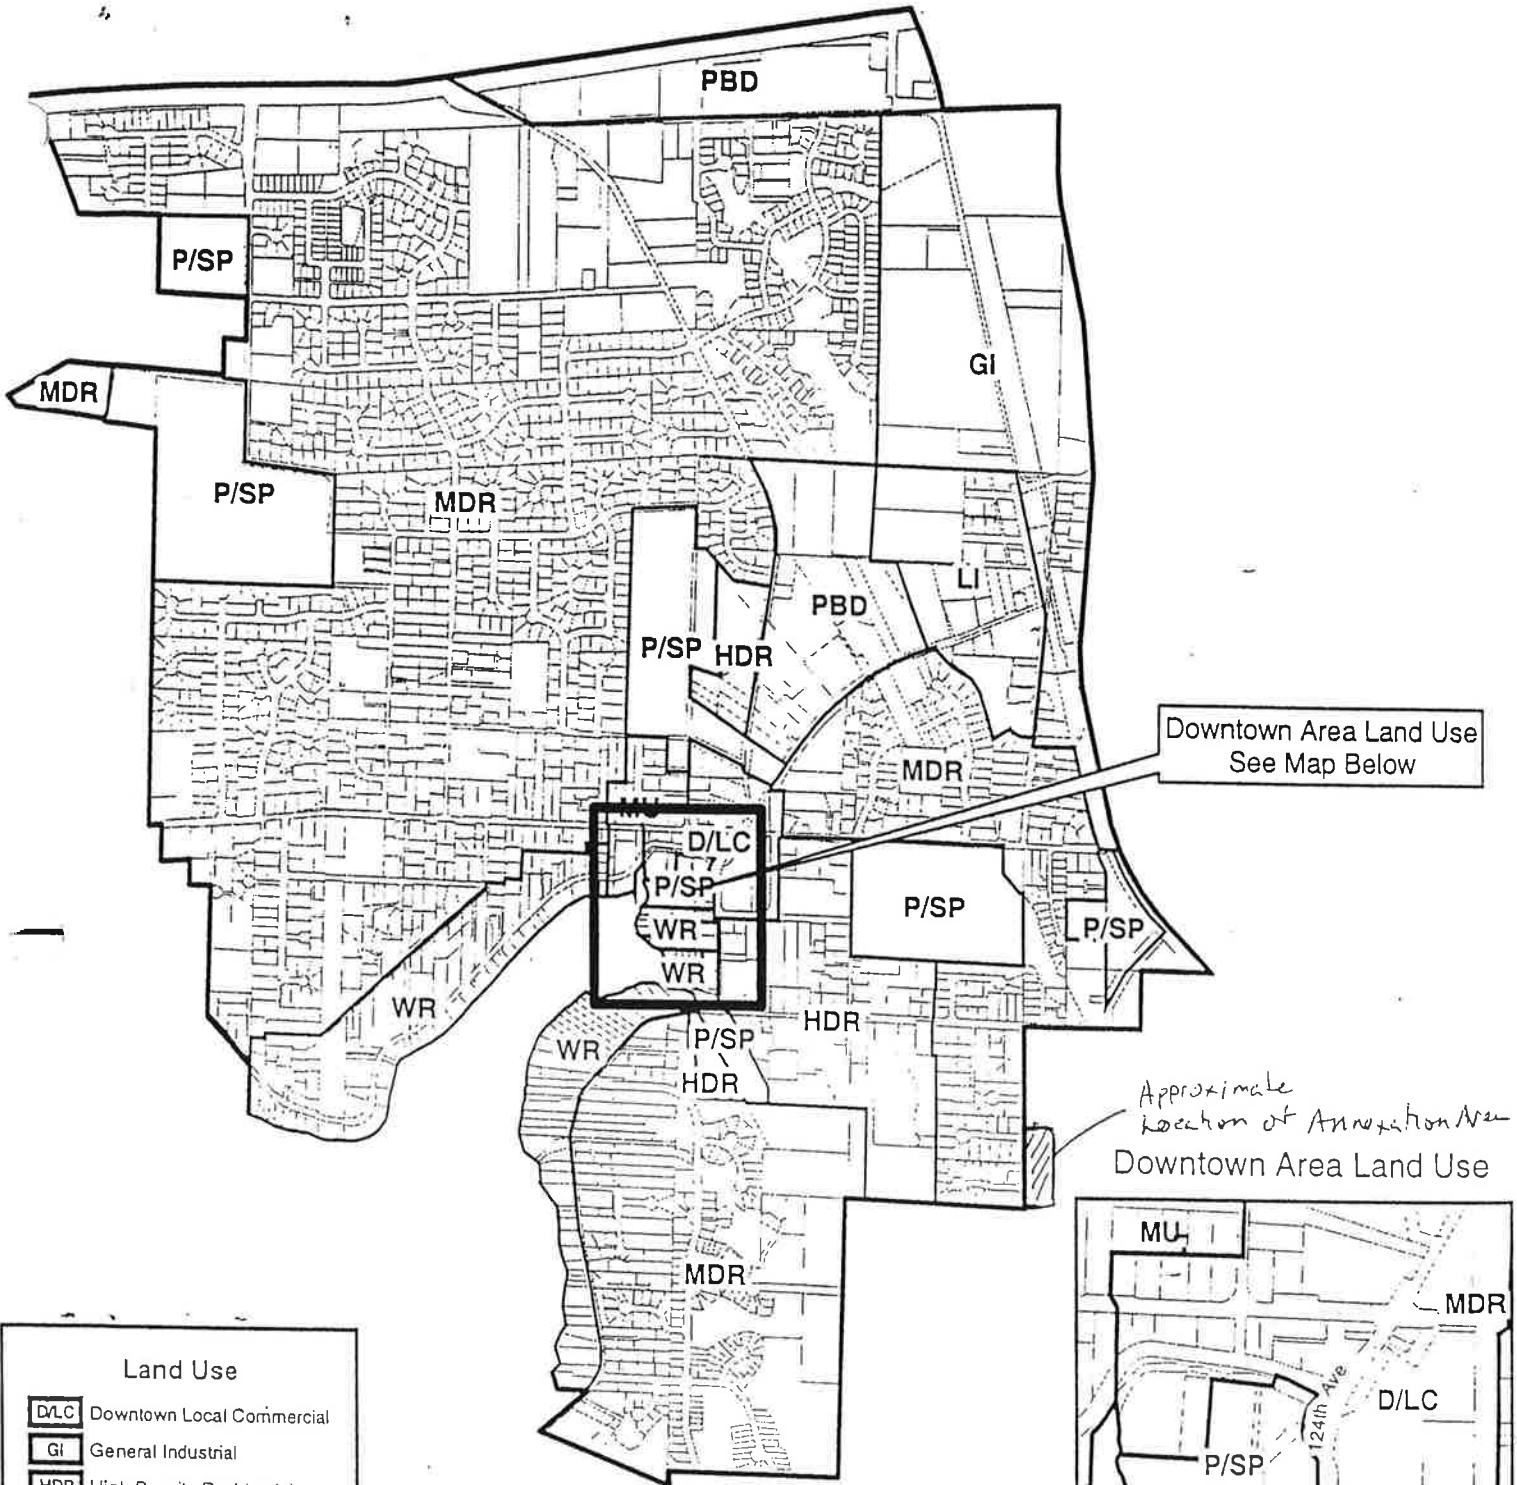 PBD
P/SP
GI
MDR
P/SP
MDR
LI
PBD
P/SP
HDR
Downtown Area Land Use
See Map Below
MDR
MU
D/LC
P/SP
P/SP
P/SP
WR
WR
WR
HDR
P/SP
WR
HDR
Approximate
Location of Annexation Area
Downtown Area Land Use
MU
MDR
MDR
Land Use
D/LC Downtown Local Commercial
124th Ave
D/LC
GI General Industrial
P/SP